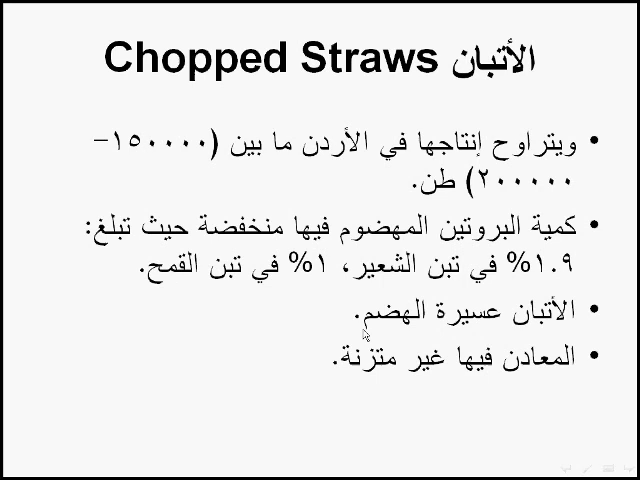 الأتبان Chopped Straws
• ويتراوح إنتاجها في الأردن ما بين (١٥٠٠٠٠-
٢٠٠٠٠٠) طن.
• كمية البروتين المهضوم فيها منخفضة حيث تبلغ:
١.٩% في تبن الشعير، ١% في تبن القمح.
• الأتبان عسيرة الهضم.
• المعادن فيها غير متزنة.